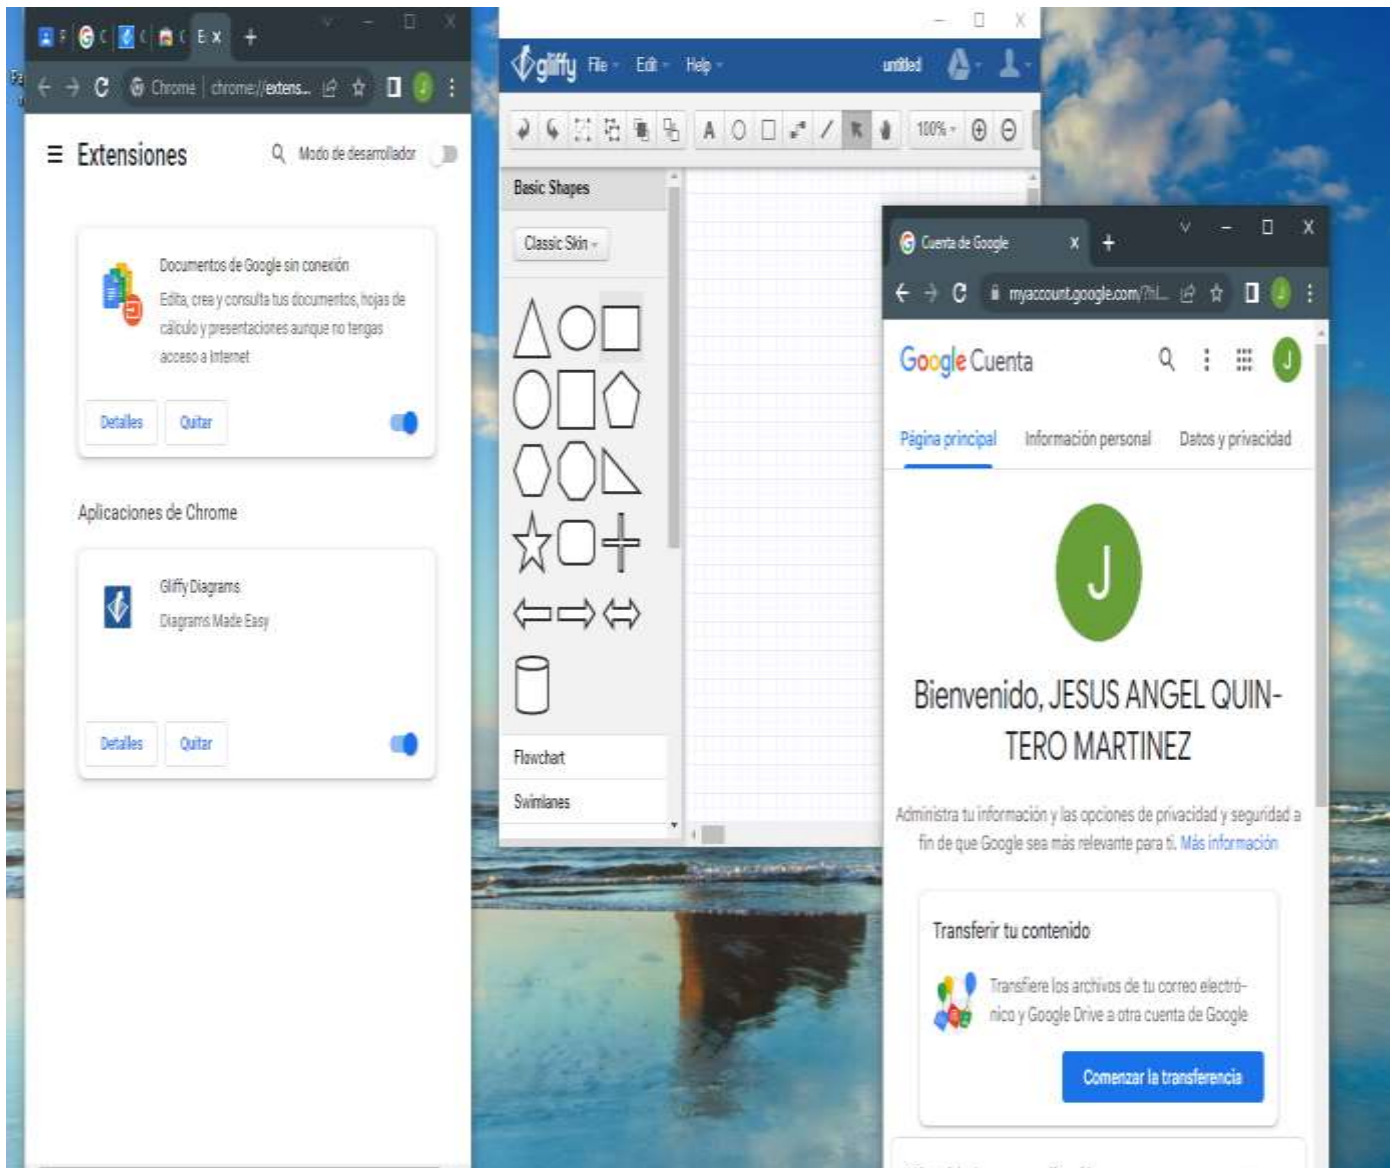 Chrome | chrome://extens...
Extensiones
Modo de desarrollador
Documentos de Google sin conexión
Edita, crea y consulta tus documentos, hojas de
cálculo y presentaciones aunque no tengas
acceso a Internet
Detalles Quitar
Aplicaciones de Chrome
Gliffy Diagrams
Diagrams Made Easy
Detalles Quitar
gliffy File Edit Help untitled
A 100%
Basic Shapes
Classic Skin
Flowchart
Swimlanes
Cuenta de Google
myaccount.google.com/?hl...
Google Cuenta
J
Página principal Información personal Datos y privacidad
J
Bienvenido, JESUS ANGEL QUIN-
TERO MARTINEZ
Administra tu información y las opciones de privacidad y seguridad a
fin de que Google sea más relevante para ti. Más información
Transferir tu contenido
Transfiere los archivos de tu correo electró-
nico y Google Drive a otra cuenta de Google
Comenzar la transferencia